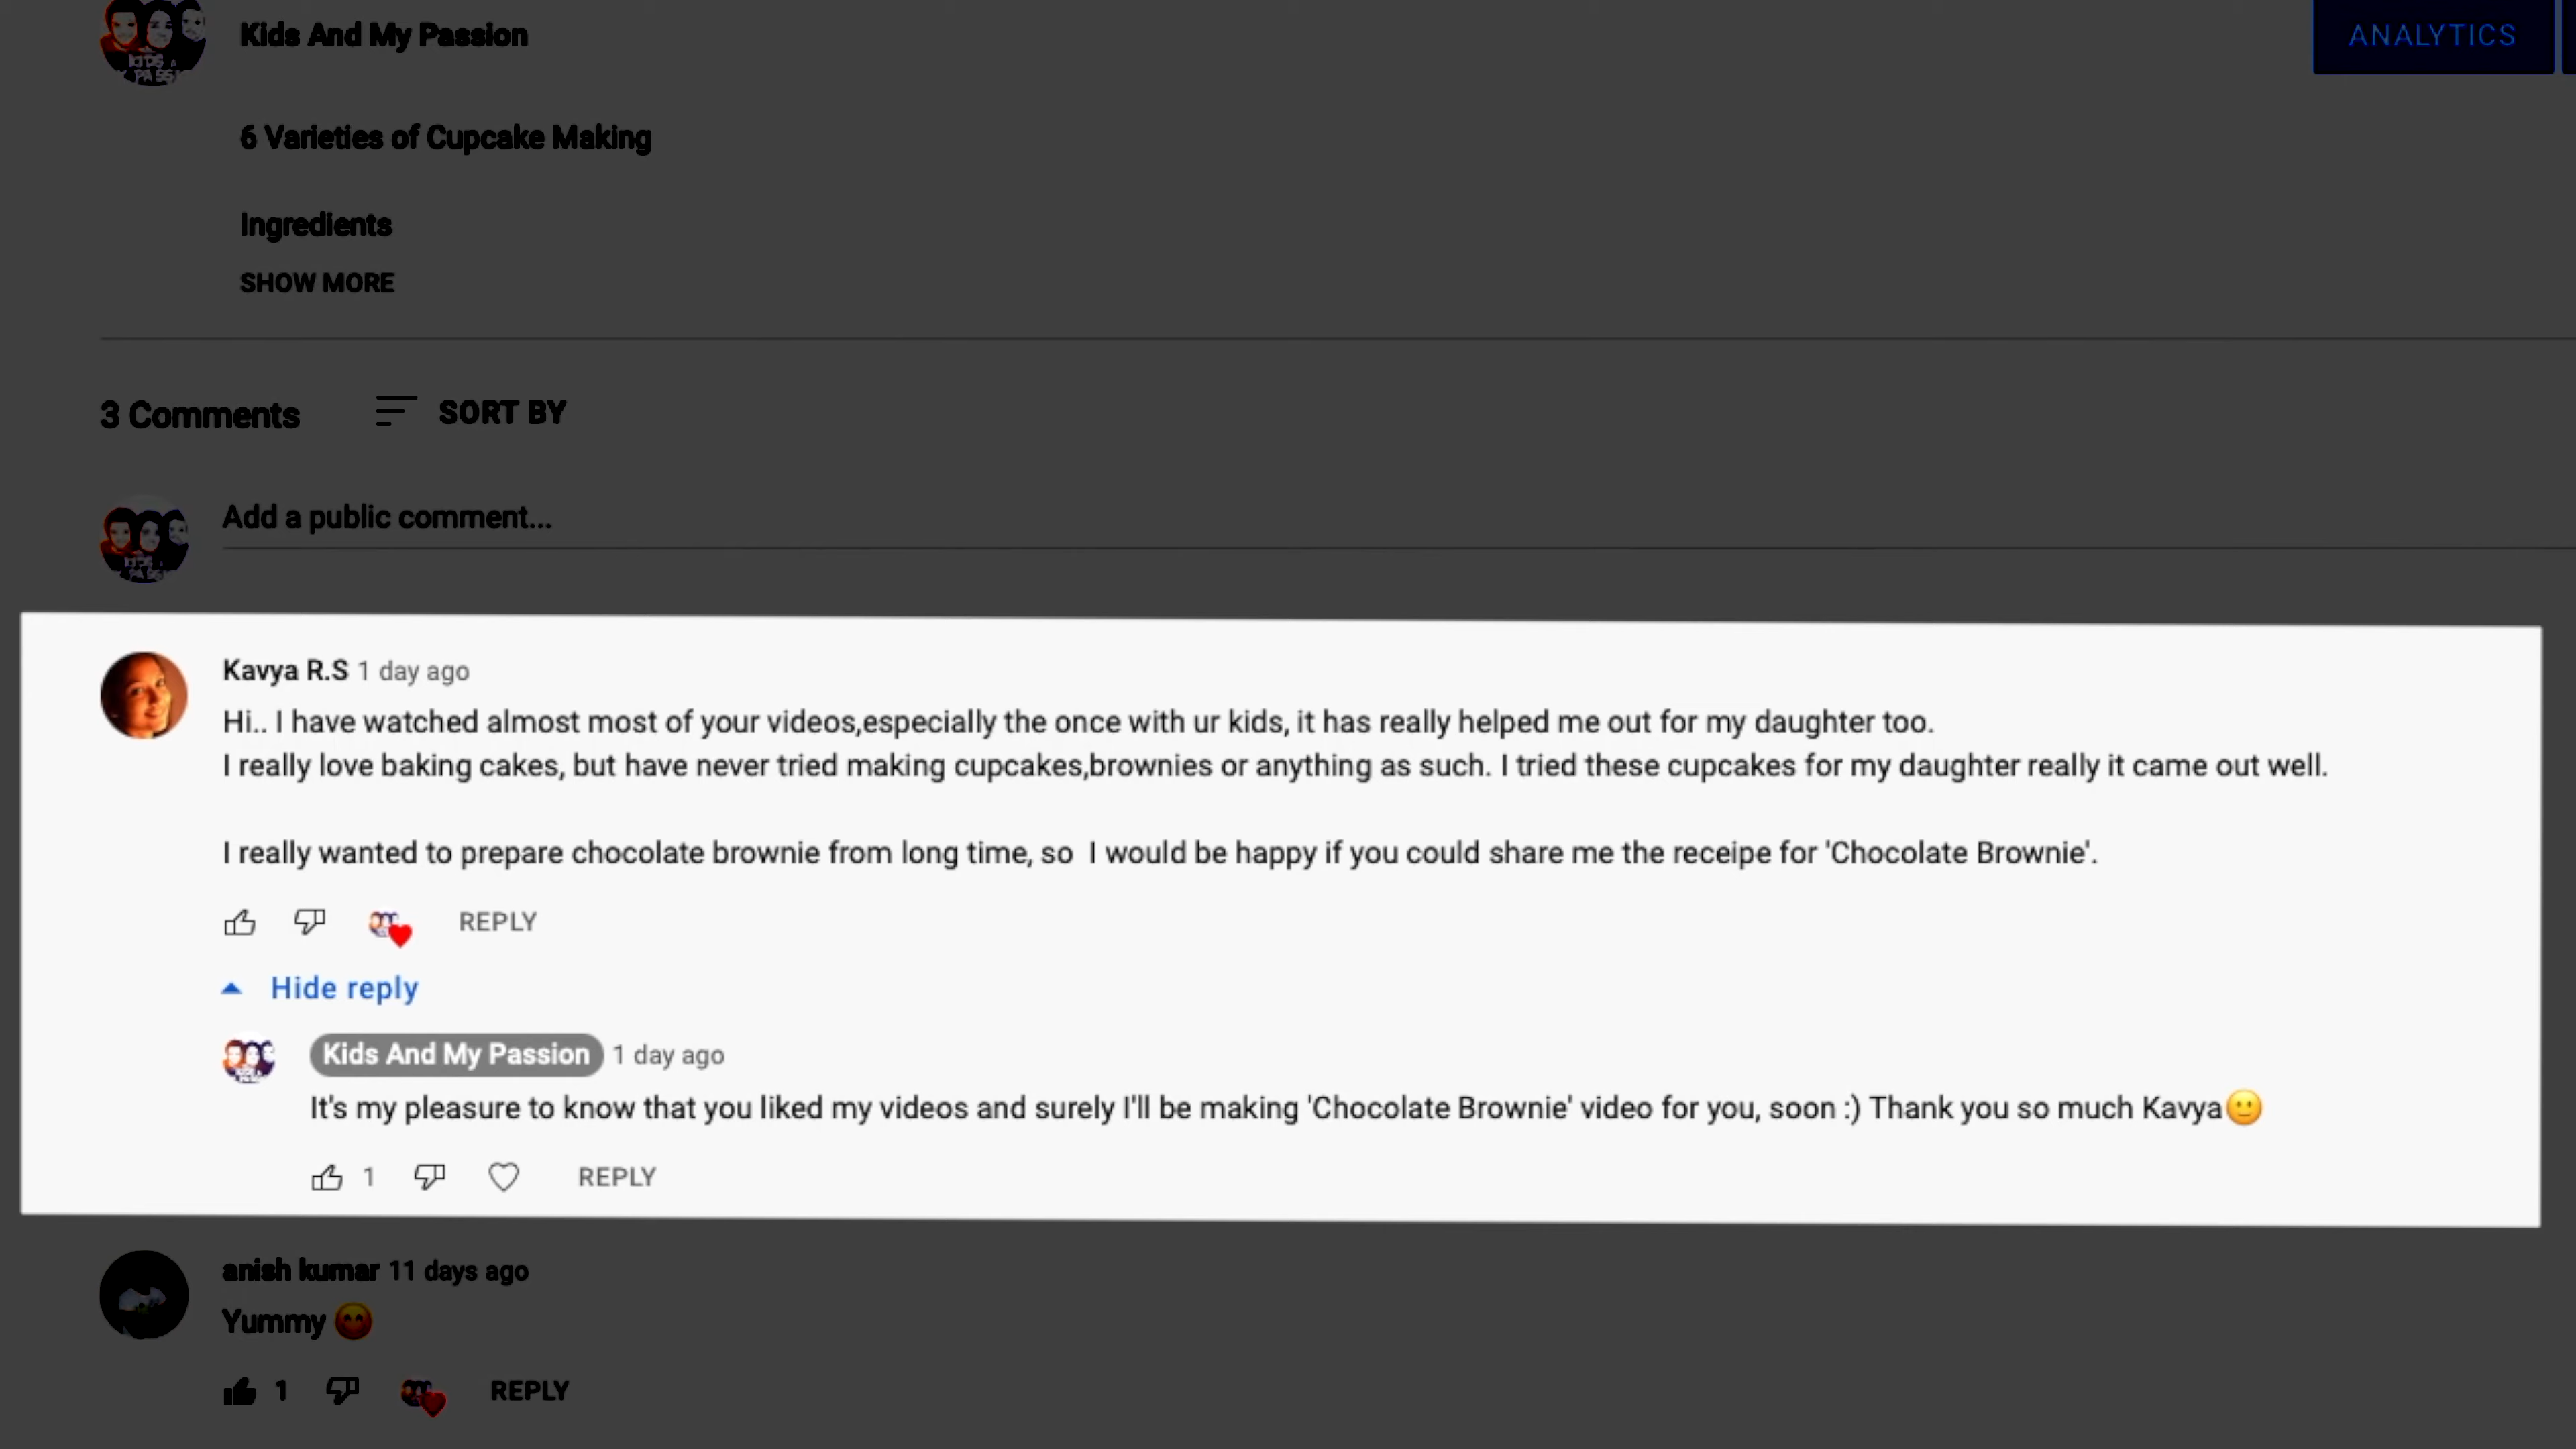 Kids And My Passion
ANALYTICS
6 Varieties of Cupcake Making
Ingredients
SHOW MORE
3 Comments
SORT BY
Add a public comment...
Kavya R.S 1 day ago
Hi.. I have watched almost most of your videos,especially the once with ur kids, it has really helped me out for my daughter too.
I really love baking cakes, but have never tried making cupcakes,brownies or anything as such. I tried these cupcakes for my daughter really it came out well.
I really wanted to prepare chocolate brownie from long time, so  I would be happy if you could share me the receipe for 'Chocolate Brownie'.
REPLY
Hide reply
Kids And My Passion 1 day ago
It's my pleasure to know that you liked my videos and surely I'll be making 'Chocolate Brownie' video for you, soon :) Thank you so much Kavya🙂
1 REPLY
anish kumar 11 days ago
Yummy 😊
1 REPLY